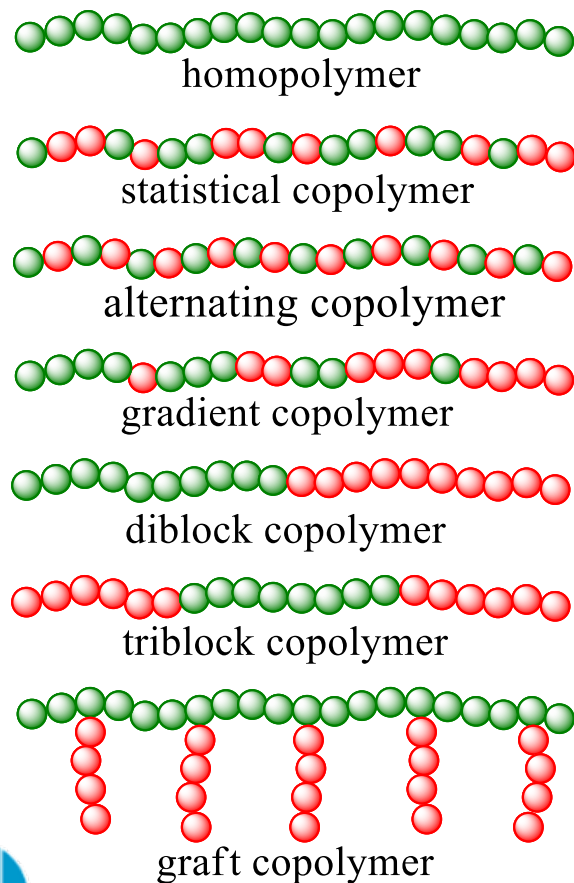 homopolymer
statistical copolymer
alternating copolymer
gradient copolymer
diblock copolymer
triblock copolymer
graft copolymer